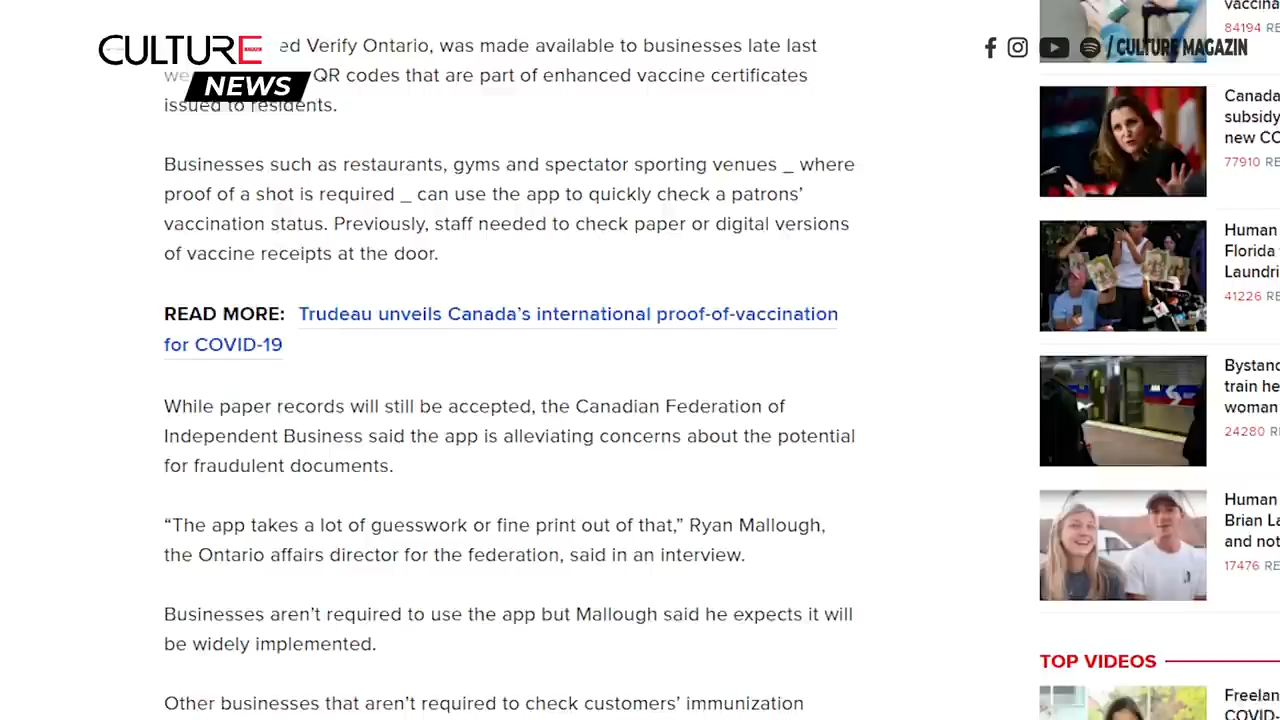 CULTURE
NEWS
ed Verify Ontario, was made available to businesses late last
we QR codes that are part of enhanced vaccine certificates
issued to residents.
Businesses such as restaurants, gyms and spectator sporting venues _ where
proof of a shot is required _ can use the app to quickly check a patrons’
vaccination status. Previously, staff needed to check paper or digital versions
of vaccine receipts at the door.
READ MORE: Trudeau unveils Canada’s international proof-of-vaccination
for COVID-19
While paper records will still be accepted, the Canadian Federation of
Independent Business said the app is alleviating concerns about the potential
for fraudulent documents.
“The app takes a lot of guesswork or fine print out of that,” Ryan Mallough,
the Ontario affairs director for the federation, said in an interview.
Businesses aren’t required to use the app but Mallough said he expects it will
be widely implemented.
Other businesses that aren’t required to check customers’ immunization
/ CULTURE MAGAZIN
vaccina
84194 RE
Canada
subsidy
new CO
77910 RE
Human
Florida
Laundri
41226 RE
Bystand
train he
woman
24280 RE
Human
Brian La
and not
17476 RE
TOP VIDEOS
Freelan
COVID-